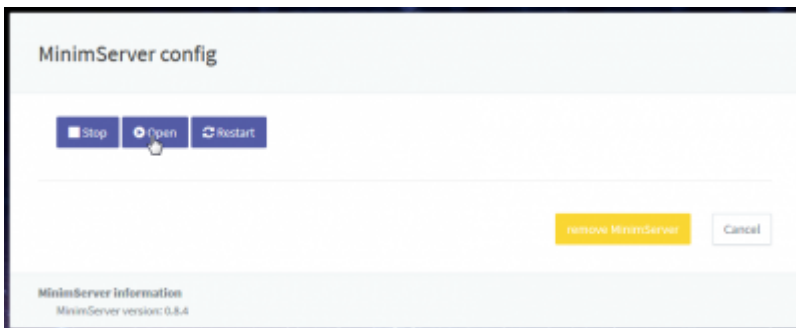 MinimServer config
Stop Open Restart
remove MinimServer Cancel
MinimServer information
MinimServer version: 0.8.4